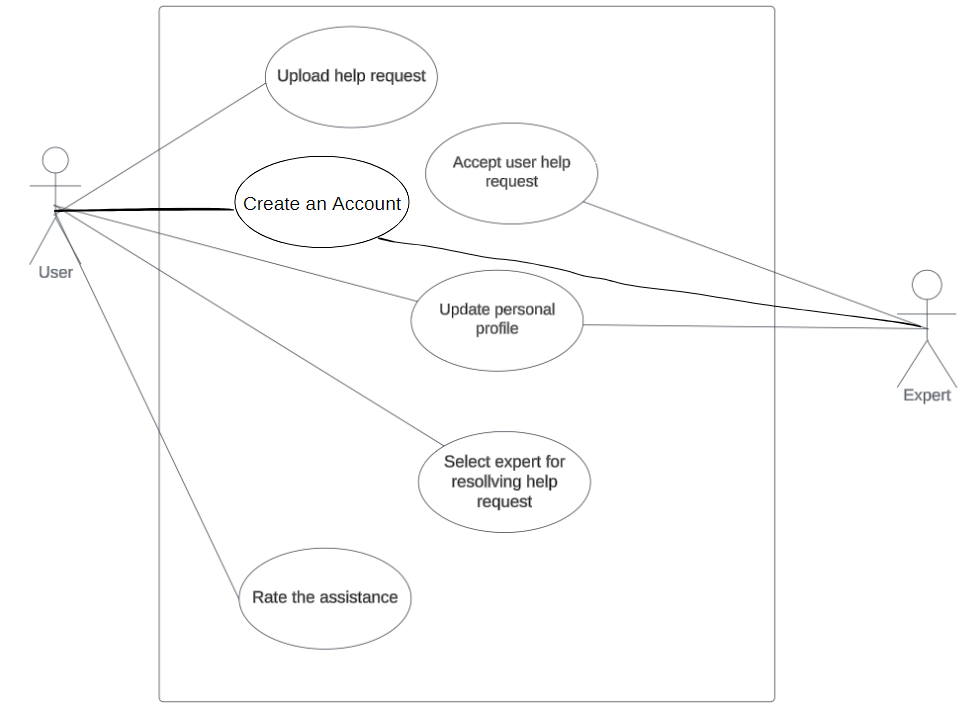 Upload help request
Accept user help
request
Create an Account
User
Update personal
profile
Expert
Select expert for
resollving help
request
Rate the assistance